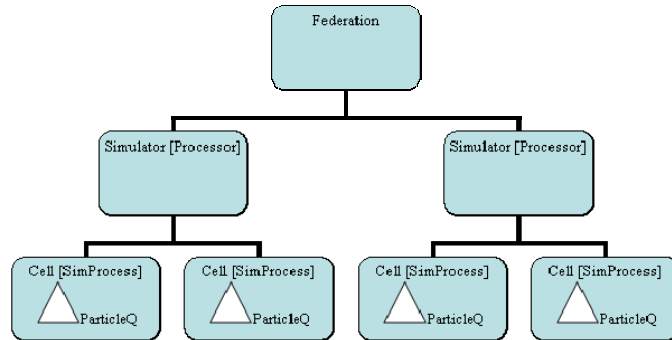 Federation
Simulator [Processor]
Simulator [Processor]
Cell [SimProcess]
Cell [SimProcess]
Cell [SimProcess]
Cell [SimProcess]
ParticleQ
ParticleQ
ParticleQ
ParticleQ